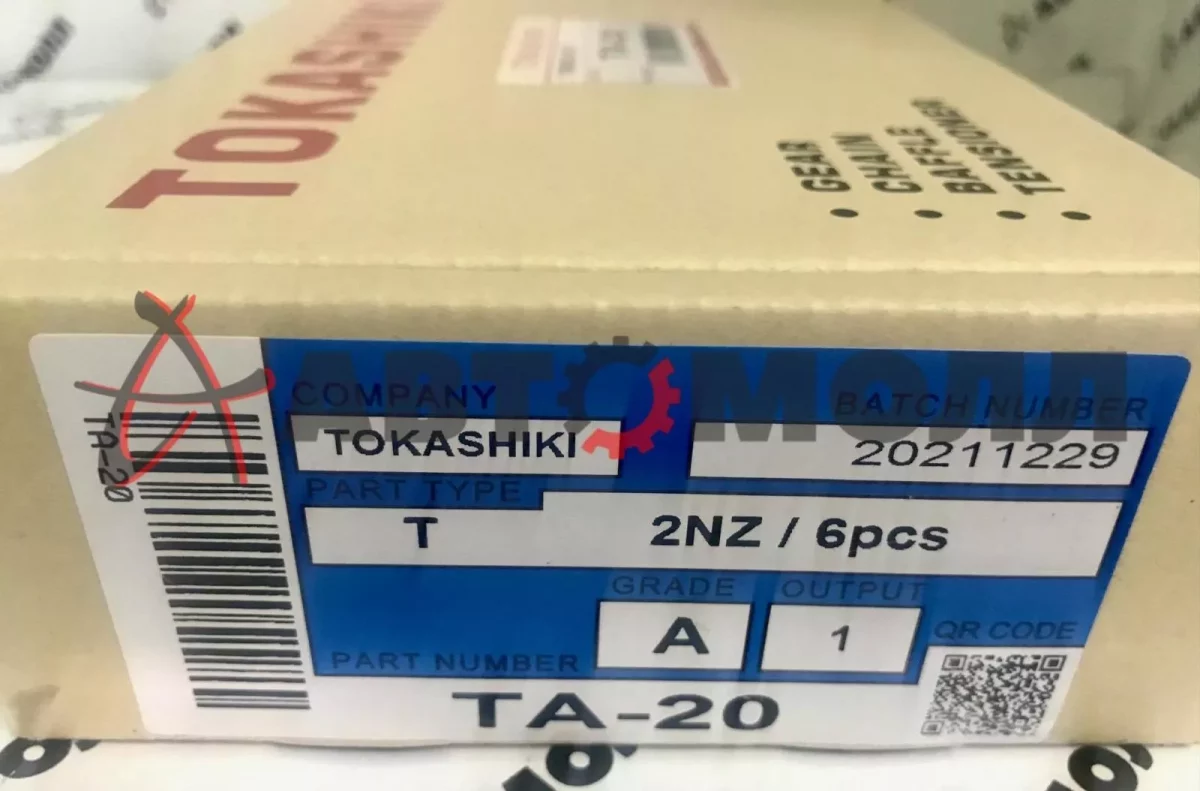 TOKASHIKI
GEAR
CHAIN
BAFFLE
TENSIONER
АВТОМОЛЛ
TA-20
COMPANY
BATCH NUMBER
TOKASHIKI
20211229
PART TYPE
T
2NZ / 6pcs
GRADE
OUTPUT
A
1
QR CODE
PART NUMBER
TA-20